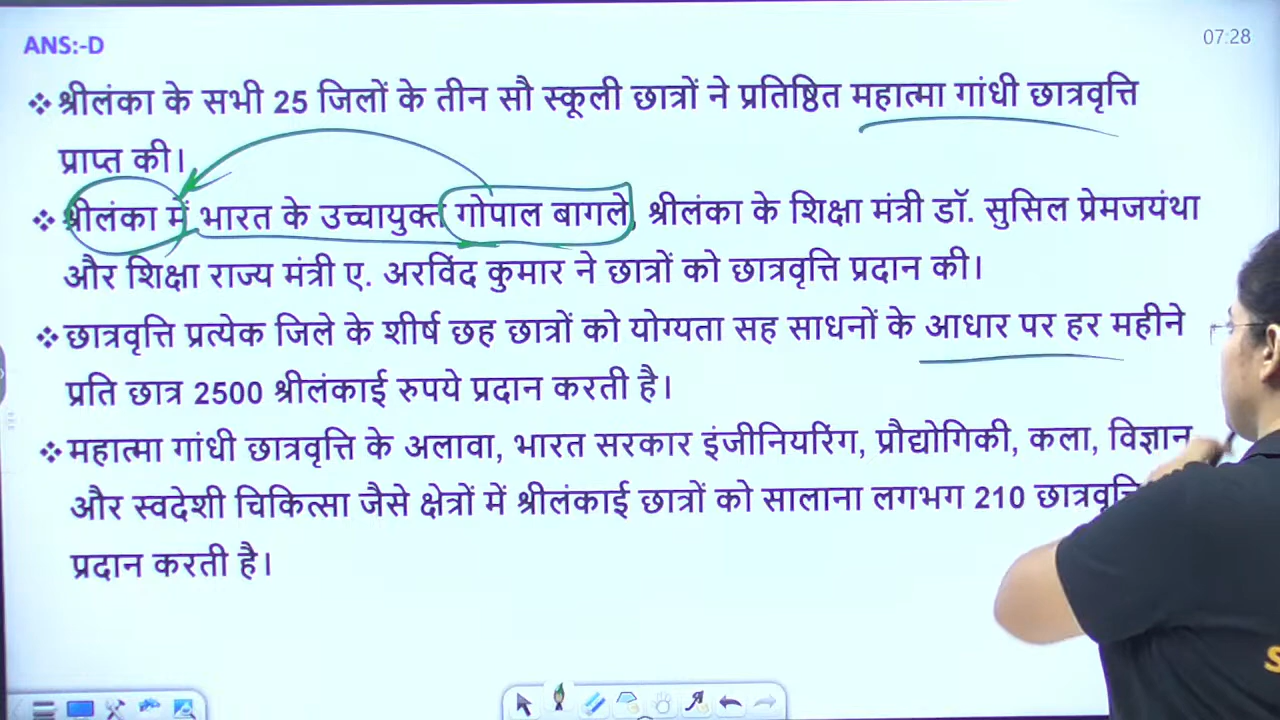 ANS:-D
07:28
❖ श्रीलंका के सभी 25 जिलों के तीन सौ स्कूली छात्रों ने प्रतिष्ठित महात्मा गांधी छात्रवृत्ति
प्राप्त की।
❖ श्रीलंका में भारत के उच्चायुक्त गोपाल बागले, श्रीलंका के शिक्षा मंत्री डॉ. सुसिल प्रेमजयंथा
और शिक्षा राज्य मंत्री ए. अरविंद कुमार ने छात्रों को छात्रवृत्ति प्रदान की।
❖ छात्रवृत्ति प्रत्येक जिले के शीर्ष छह छात्रों को योग्यता सह साधनों के आधार पर हर महीने
प्रति छात्र 2500 श्रीलंकाई रुपये प्रदान करती है।
❖ महात्मा गांधी छात्रवृत्ति के अलावा, भारत सरकार इंजीनियरिंग, प्रौद्योगिकी, कला, विज्ञान
और स्वदेशी चिकित्सा जैसे क्षेत्रों में श्रीलंकाई छात्रों को सालाना लगभग 210
प्रदान करती है।